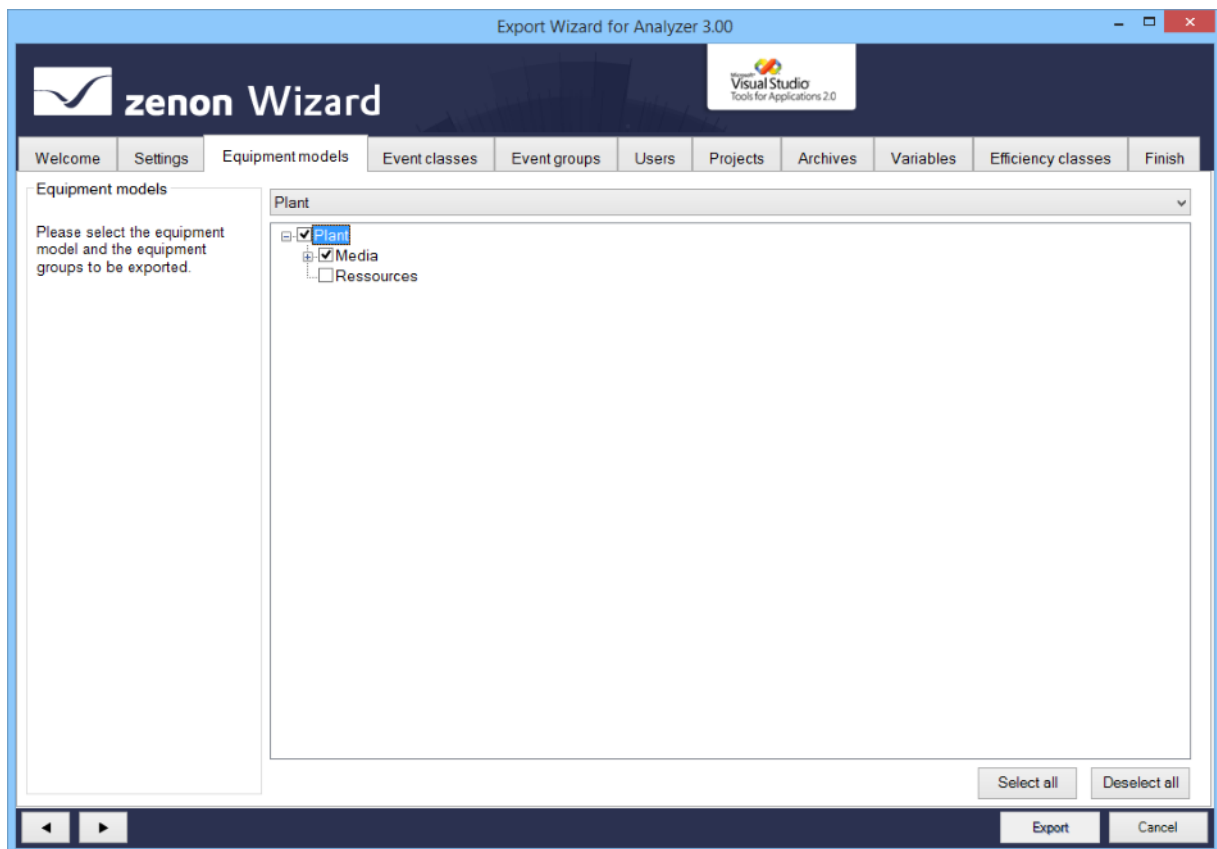 Export Wizard for Analyzer 3.00
zenon Wizard
Microsoft
Visual Studio
Tools for Applications 2.0
Welcome Settings Equipment models Event classes Event groups Users Projects Archives Variables Efficiency classes Finish
Equipment models
Please select the equipment
model and the equipment
groups to be exported.
Plant
Plant
Media
Ressources
Select all Deselect all
Export Cancel